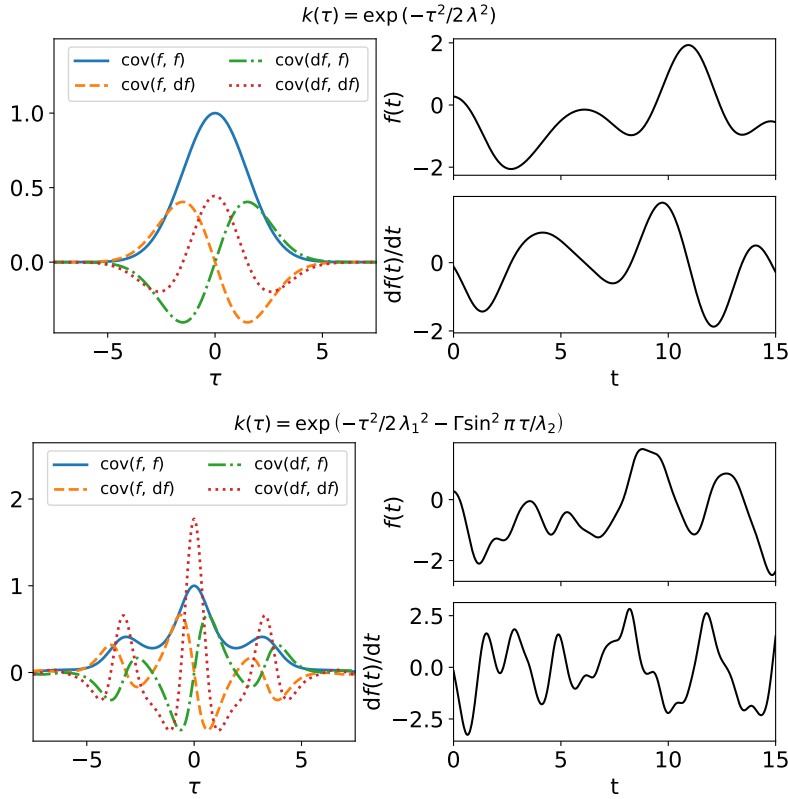 k(τ) = exp (−τ²/2 λ²)
cov(f, f)
cov(f, df)
cov(df, f)
cov(df, df)
1.0
0.5
0.0
−5
0
5
τ
2
0
−2
f(t)
2
0
−2
df(t)/dt
0
5
10
15
t
k(τ) = exp (−τ²/2 λ₁² − Γsin² π τ/λ₂)
cov(f, f)
cov(f, df)
cov(df, f)
cov(df, df)
2
1
0
−5
0
5
τ
0
−2
f(t)
2.5
0.0
−2.5
df(t)/dt
0
5
10
15
t